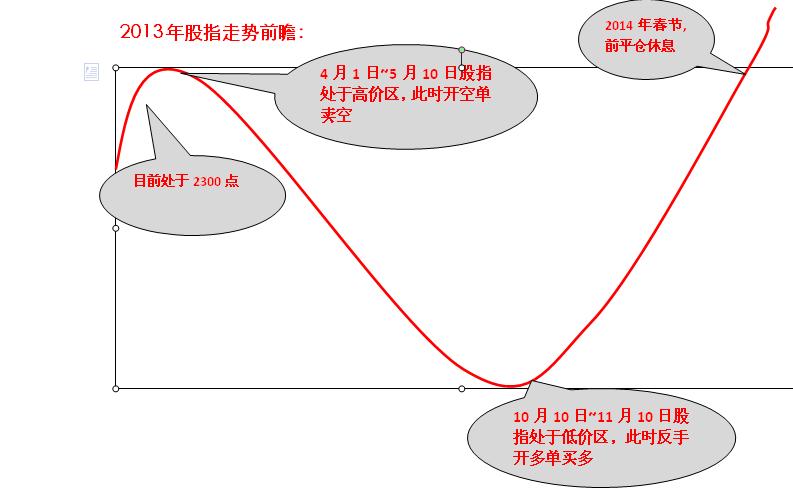 2013年股指走势前瞻：
2014 年春节,
前平仓休息
4 月 1 日~5 月 10 日股指
处于高价区, 此时开空单
卖空
目前处于 2300 点
10 月 10 日~11 月 10 日股
指处于低价区，此时反手
开多单买多